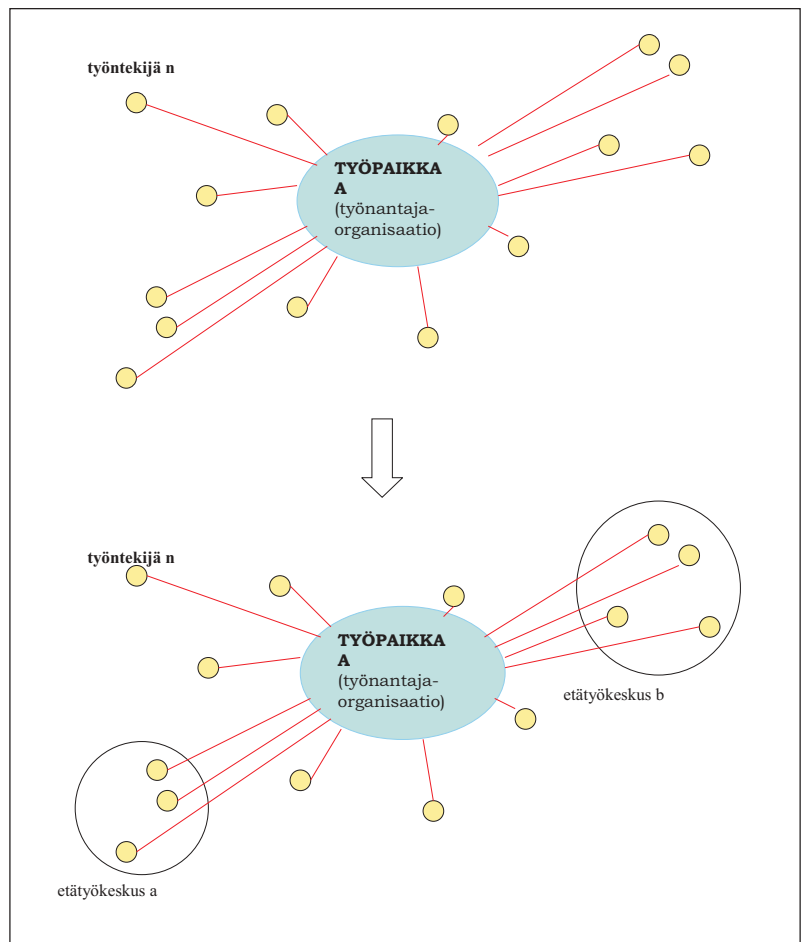 työntekijä n
TYÖPAIKKA
A
(työnantaja-
organisaatio)
työntekijä n
TYÖPAIKKA
A
(työnantaja-
organisaatio)
etätyökeskus b
etätyökeskus a